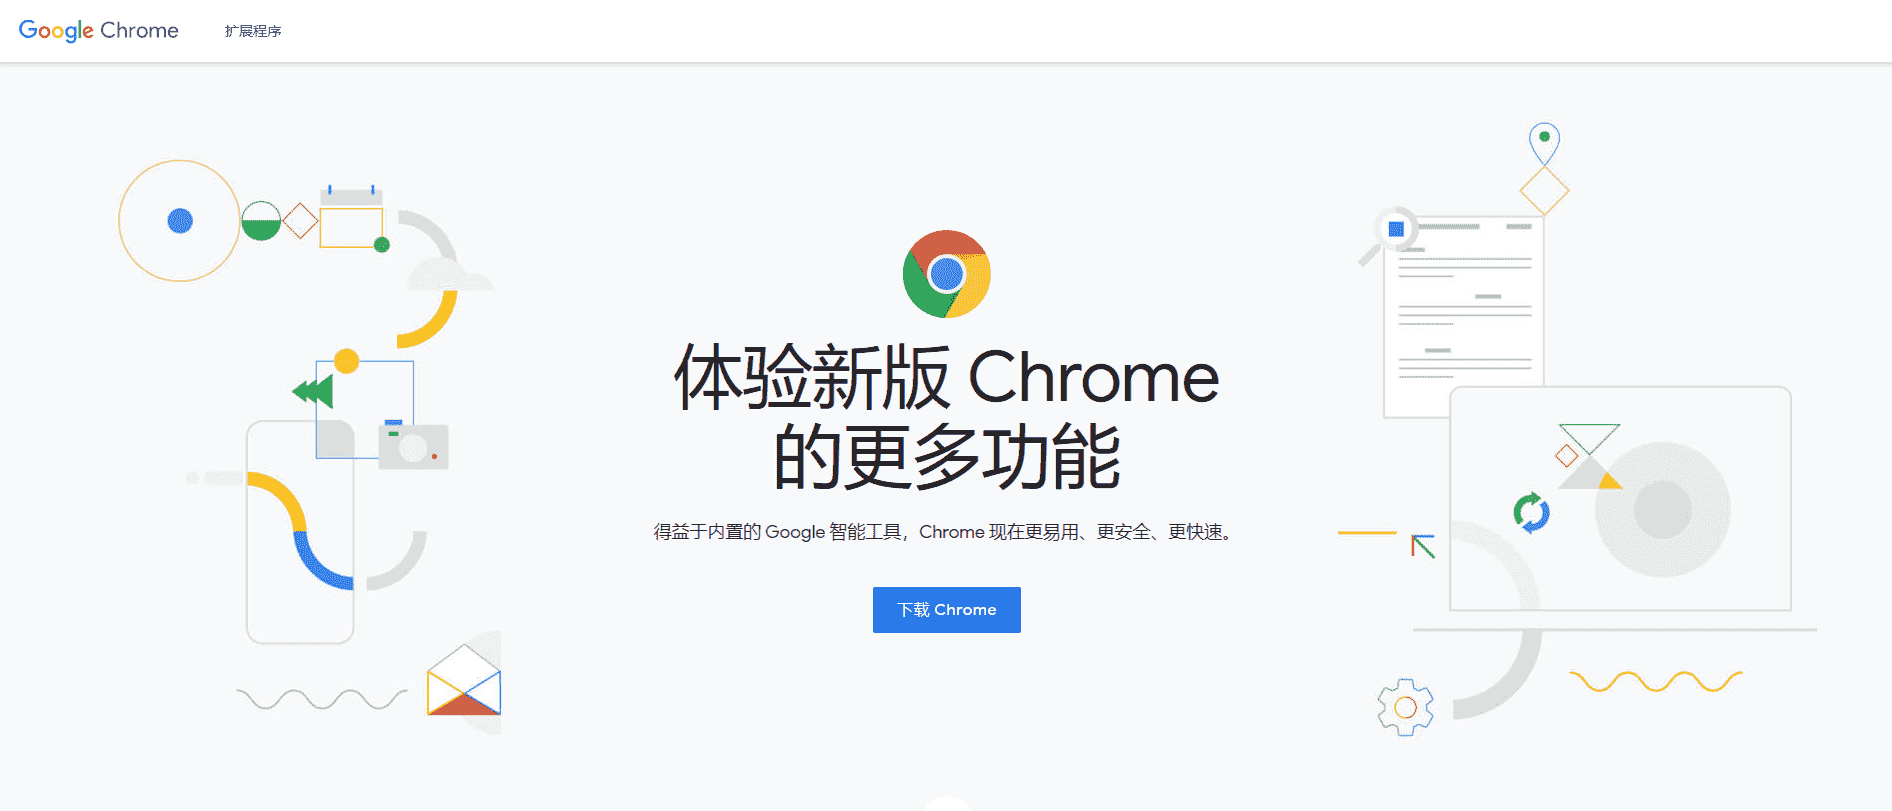 Google Chrome 扩展程序
体验新版 Chrome
的更多功能
得益于内置的 Google 智能工具，Chrome 现在更易用、更安全、更快速。
下载 Chrome